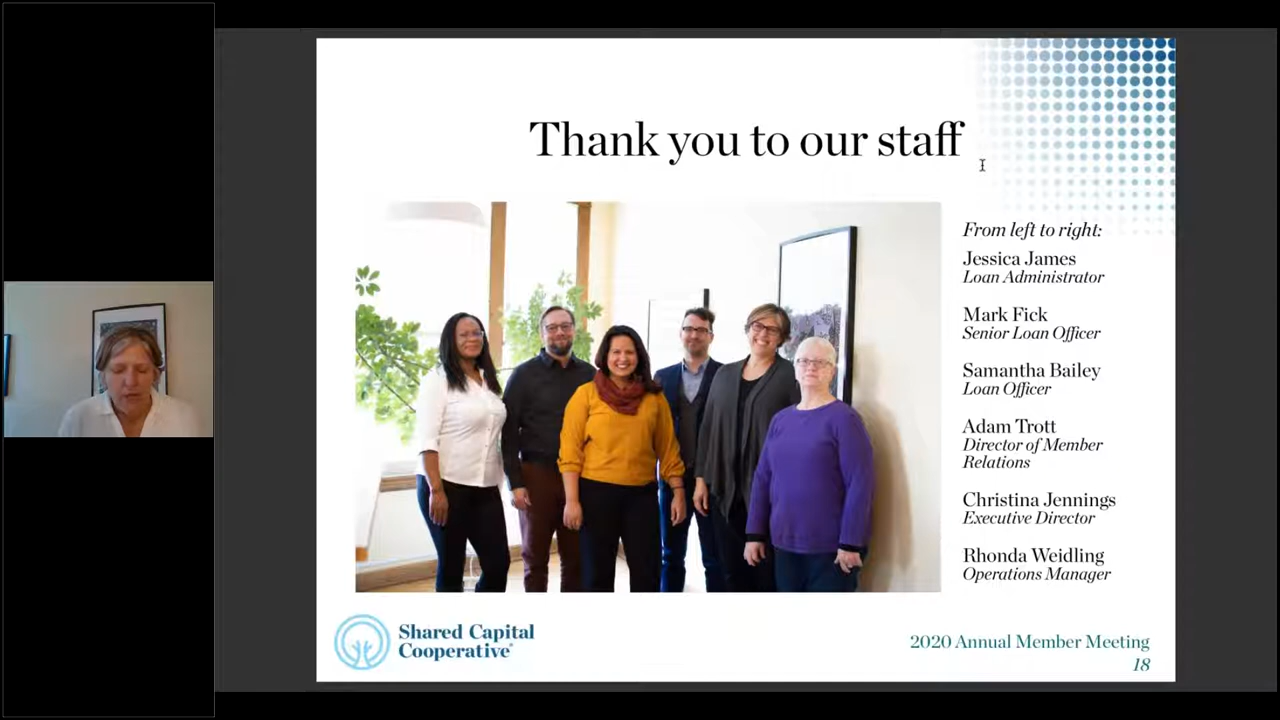 Thank you to our staff
From left to right:
Jessica James
Loan Administrator
Mark Fick
Senior Loan Officer
Samantha Bailey
Loan Officer
Adam Trott
Director of Member
Relations
Christina Jennings
Executive Director
Rhonda Weidling
Operations Manager
Shared Capital
Cooperative®
2020 Annual Member Meeting
18